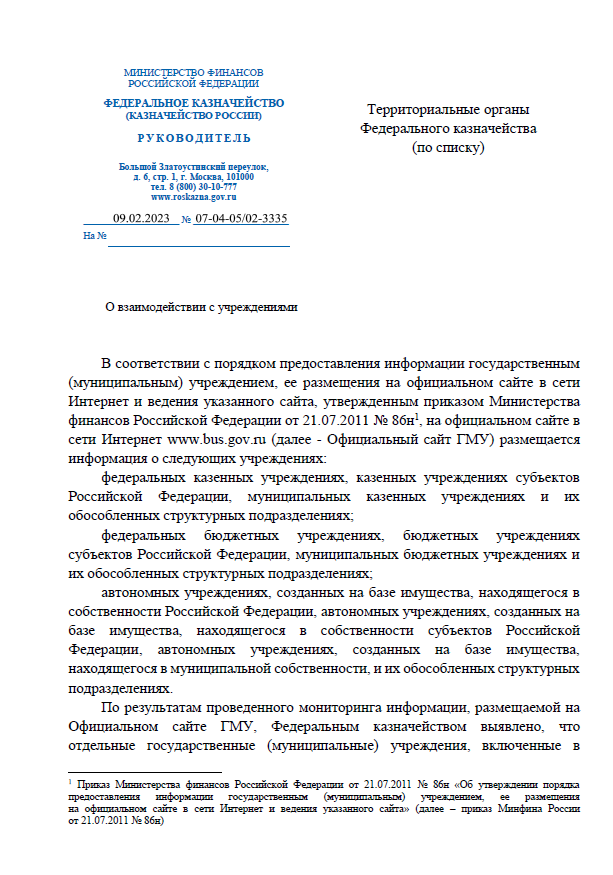 МИНИСТЕРСТВО ФИНАНСОВ
РОССИЙСКОЙ ФЕДЕРАЦИИ
ФЕДЕРАЛЬНОЕ КАЗНАЧЕЙСТВО
(КАЗНАЧЕЙСТВО РОССИИ)
РУКОВОДИТЕЛЬ
Большой Златоустинский переулок,
д. 6, стр. 1, г. Москва, 101000
тел. 8 (800) 30-10-777
www.roskazna.gov.ru
09.02.2023 № 07-04-05/02-3335
На №
Территориальные органы
Федерального казначейства
(по списку)
О взаимодействии с учреждениями
В соответствии с порядком предоставления информации государственным
(муниципальным) учреждением, ее размещения на официальном сайте в сети
Интернет и ведения указанного сайта, утвержденным приказом Министерства
финансов Российской Федерации от 21.07.2011 № 86н¹, на официальном сайте в
сети Интернет www.bus.gov.ru (далее - Официальный сайт ГМУ) размещается
информация о следующих учреждениях:
федеральных казенных учреждениях, казенных учреждениях субъектов
Российской Федерации, муниципальных казенных учреждениях и их
обособленных структурных подразделениях;
федеральных бюджетных учреждениях, бюджетных учреждениях
субъектов Российской Федерации, муниципальных бюджетных учреждениях и
их обособленных структурных подразделениях;
автономных учреждениях, созданных на базе имущества, находящегося в
собственности Российской Федерации, автономных учреждениях, созданных на
базе имущества, находящегося в собственности субъектов Российской
Федерации, автономных учреждениях, созданных на базе имущества,
находящегося в муниципальной собственности, и их обособленных структурных
подразделениях.
По результатам проведенного мониторинга информации, размещаемой на
Официальном сайте ГМУ, Федеральным казначейством выявлено, что
отдельные государственные (муниципальные) учреждения, включенные в
¹ Приказ Министерства финансов Российской Федерации от 21.07.2011 № 86н «Об утверждении порядка
предоставления информации государственным (муниципальным) учреждением, ее размещения
на официальном сайте в сети Интернет и ведения указанного сайта» (далее – приказ Минфина России
от 21.07.2011 № 86н)